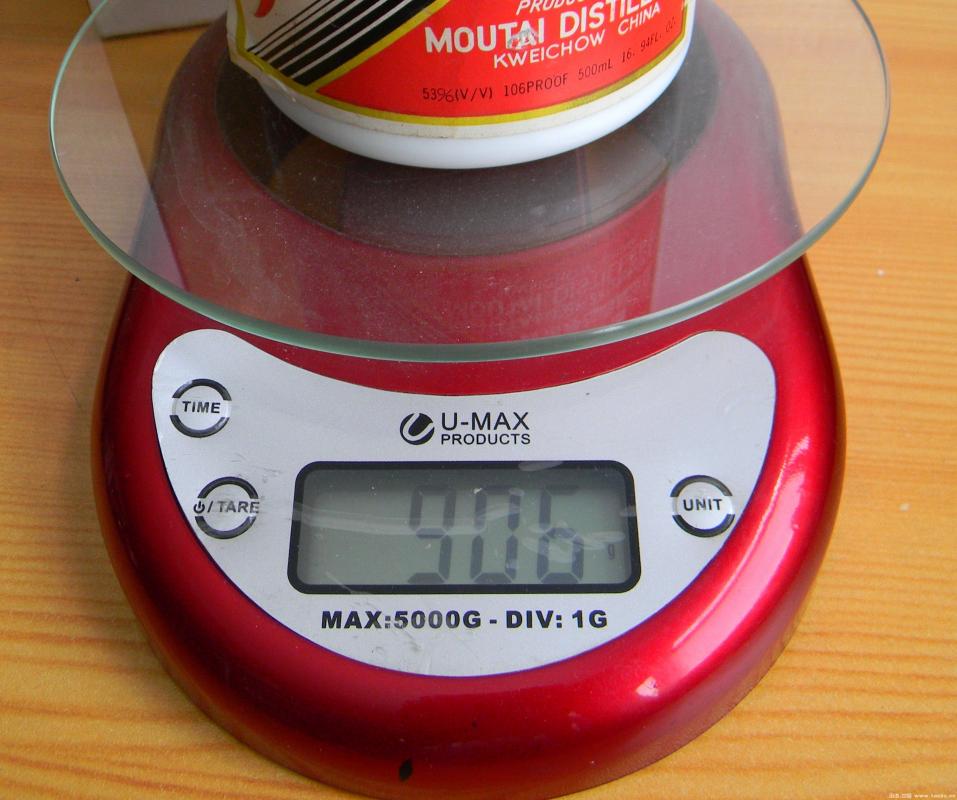 MOUTAI DISTILL
KWEICHOW CHINA
53%(V/V) 106PROOF 500mL 16. 94FL. OZ.
TIME
U-MAX
PRODUCTS
/ TARE
UNIT
906 g
MAX:5000G - DIV: 1G